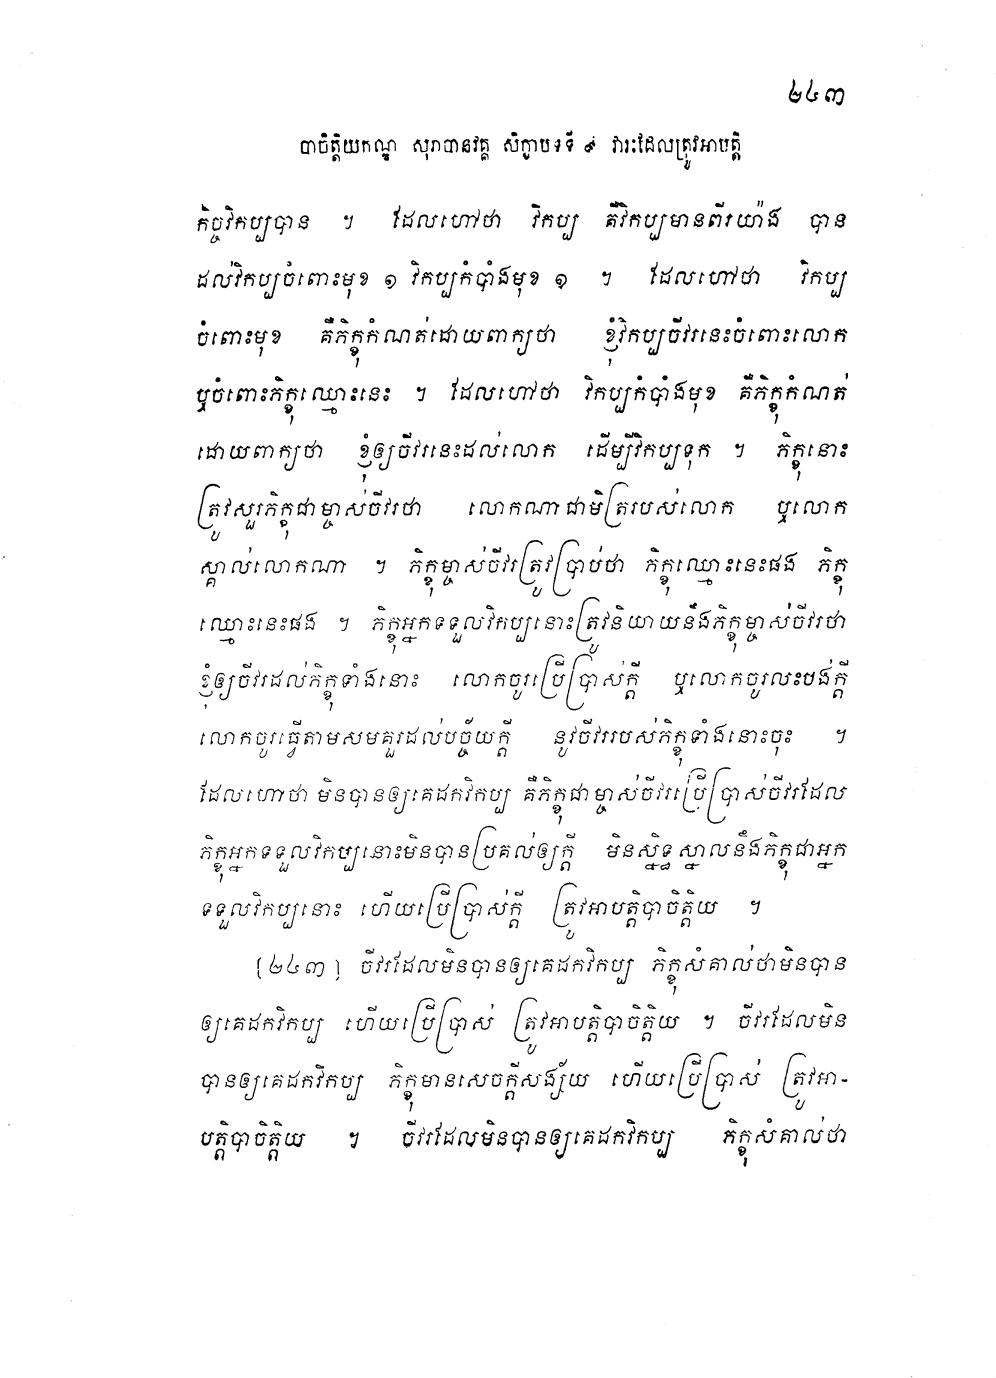 ២៤៣
បាចិត្តិយកណ្ឌ សុរាបានវគ្គ សិក្ខាបទទី ៩ វារៈដែលត្រូវអាបត្តិ
កិច្ចវិកប្បបាន ។ ដែលហៅថា វិកប្ប គឺវិកប្បមានពីរយ៉ាង បាន
ដល់វិកប្បចំពោះមុខ ១ វិកប្បកំបាំងមុខ ១ ។ ដែលហៅថា វិកប្ប
ចំពោះមុខ គឺភិក្ខុកំណត់ដោយពាក្យថា ខ្ញុំវិកប្បចីវរនេះចំពោះលោក
ឬចំពោះភិក្ខុឈ្មោះនេះ ។ ដែលហៅថា វិកប្បកំបាំងមុខ គឺភិក្ខុកំណត់
ដោយពាក្យថា ខ្ញុំឲ្យចីវរនេះដល់លោក ដើម្បីវិកប្បទុក ។ ភិក្ខុនោះ
ត្រូវសួរភិក្ខុជាម្ចាស់ចីវរថា លោកណាជាមិត្ររបស់លោក ឬលោក
ស្គាល់លោកណា ។ ភិក្ខុម្ចាស់ចីវរត្រូវប្រាប់ថា ភិក្ខុឈ្មោះនេះផង ភិក្ខុ
ឈ្មោះនេះផង ។ ភិក្ខុអ្នកទទួលវិកប្បនោះត្រូវនិយាយនឹងភិក្ខុម្ចាស់ចីវរថា
ខ្ញុំឲ្យចីវរដល់ភិក្ខុទាំងនោះ លោកចូរប្រើប្រាស់ក្តី ឬលោកចូរលះបង់ក្តី
លោកចូរធ្វើតាមសមគួរដល់បច្ច័យក្តី នូវចីវររបស់ភិក្ខុទាំងនោះចុះ ។
ដែលហោថា មិនបានឲ្យគេដកវិកប្ប គឺភិក្ខុជាម្ចាស់ចីវរប្រើប្រាស់ចីវរដែល
ភិក្ខុអ្នកទទួលវិកប្បនោះមិនបានប្រគល់ឲ្យក្តី មិនស្និទ្ធស្នាលនឹងភិក្ខុជាអ្នក
ទទួលវិកប្បនោះ ហើយប្រើប្រាស់ក្តី ត្រូវអាបត្តិបាចិត្តិយ ។
[២៤៣] ចីវរដែលមិនបានឲ្យគេដកវិកប្ប ភិក្ខុសំគាល់ថាមិនបាន
ឲ្យគេដកវិកប្ប ហើយប្រើប្រាស់ ត្រូវអាបត្តិបាចិត្តិយ ។ ចីវរដែលមិន
បានឲ្យគេដកវិកប្ប ភិក្ខុមានសេចក្តីសង្ស័យ ហើយប្រើប្រាស់ ត្រូវអា-
បត្តិបាចិត្តិយ ។ ចីវរដែលមិនបានឲ្យគេដកវិកប្ប ភិក្ខុសំគាល់ថា